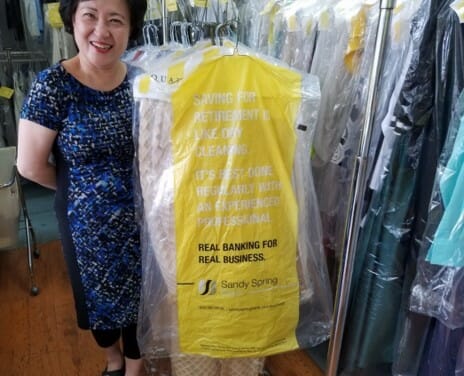 QUA
SAVING FOR
RETIREMENT IS
LIKE DRY
CLEANING.
IT'S BEST DONE
REGULARLY WITH
AN EXPERIENCED
PROFESSIONAL.
REAL BANKING FOR
REAL BUSINESS.
Sandy Spring